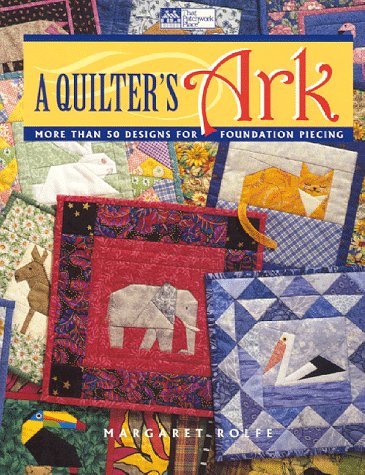 That
Patchwork
Place
A QUILTER'S Ark
MORE THAN 50 DESIGNS FOR FOUNDATION PIECING
MARGARET ROLFE